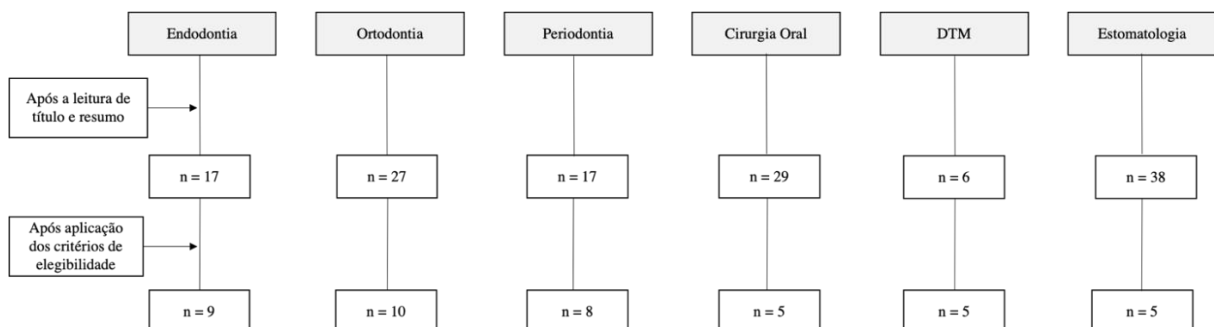 Endodontia
Ortodontia
Periodontia
Cirurgia Oral
DTM
Estomatologia
Após a leitura de
título e resumo
n = 17
n = 27
n = 17
n = 29
n = 6
n = 38
Após aplicação
dos critérios de
elegibilidade
n = 9
n = 10
n = 8
n = 5
n = 5
n = 5